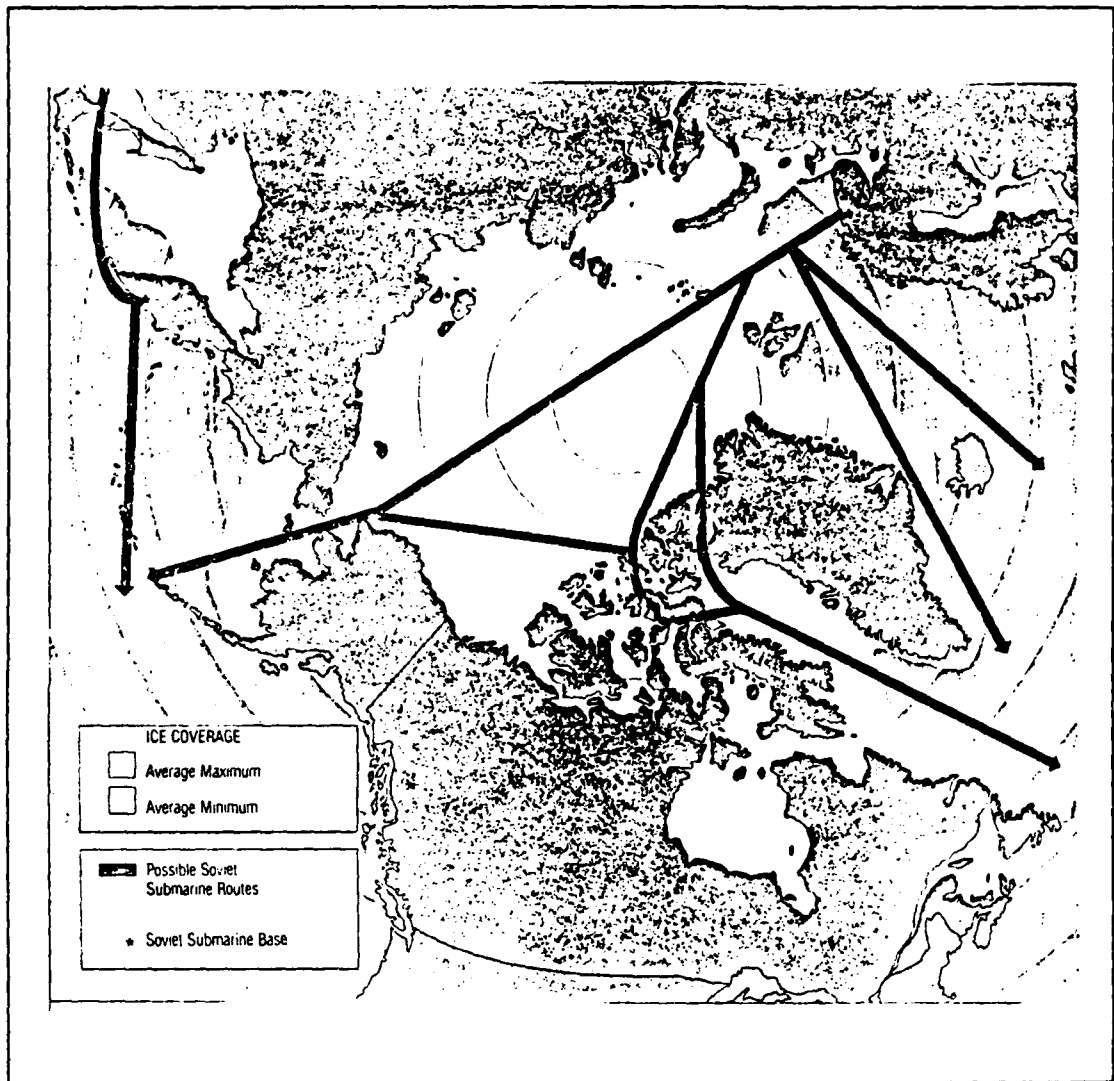 ICE COVERAGE
Average Maximum
Average Minimum
Possible Soviet
Submarine Routes
Soviet Submarine Base